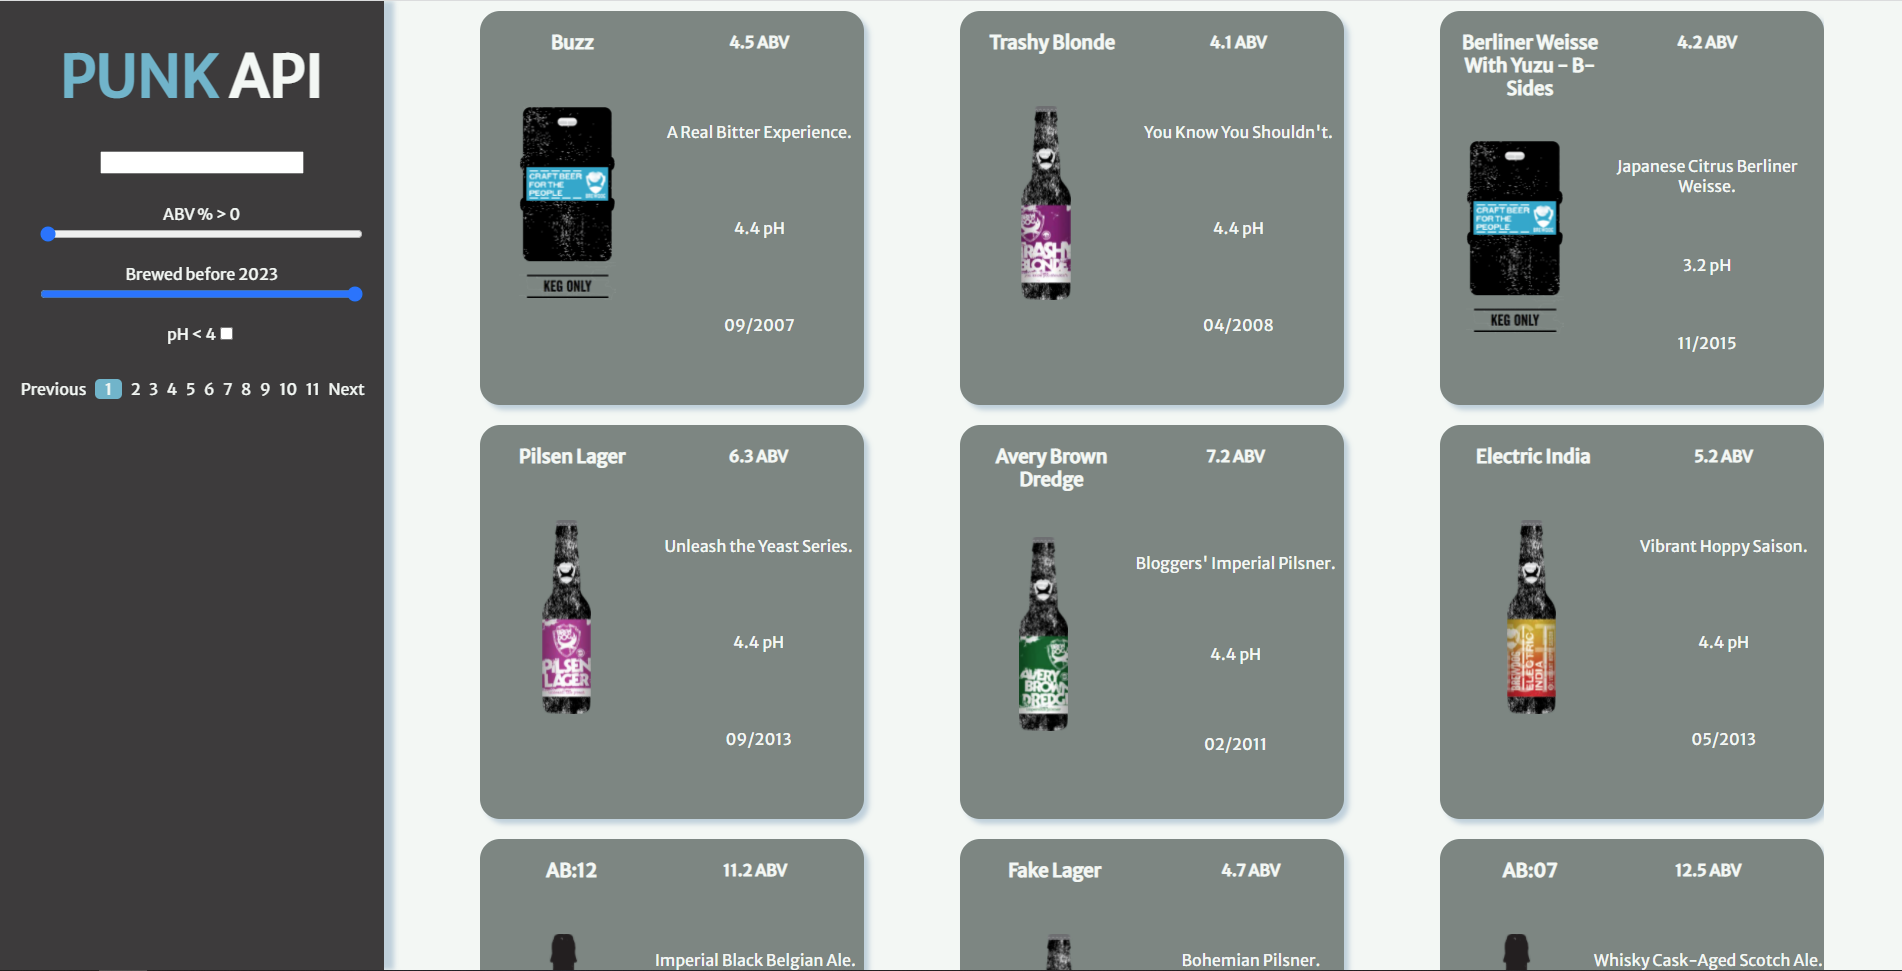 PUNK API
ABV % > 0
Brewed before 2023
pH < 4
Previous 1 2 3 4 5 6 7 8 9 10 11 Next
Buzz
4.5 ABV
CRAFT BEER
FOR THE
PEOPLE
KEG ONLY
A Real Bitter Experience.
4.4 pH
09/2007
Trashy Blonde
4.1 ABV
TRASHY
BLONDE
You Know You Shouldn't.
4.4 pH
04/2008
Berliner Weisse
With Yuzu - B-
Sides
4.2 ABV
CRAFT BEER
FOR THE
PEOPLE
KEG ONLY
Japanese Citrus Berliner
Weisse.
3.2 pH
11/2015
Pilsen Lager
6.3 ABV
PILSEN
LAGER
Unleash the Yeast Series.
4.4 pH
09/2013
Avery Brown
Dredge
7.2 ABV
AVERY
BROWN
DREDGE
Bloggers' Imperial Pilsner.
4.4 pH
02/2011
Electric India
5.2 ABV
ELECTRIC
INDIA
Vibrant Hoppy Saison.
4.4 pH
05/2013
AB:12
11.2 ABV
Imperial Black Belgian Ale.
Fake Lager
4.7 ABV
Bohemian Pilsner.
AB:07
12.5 ABV
Whisky Cask-Aged Scotch Ale.